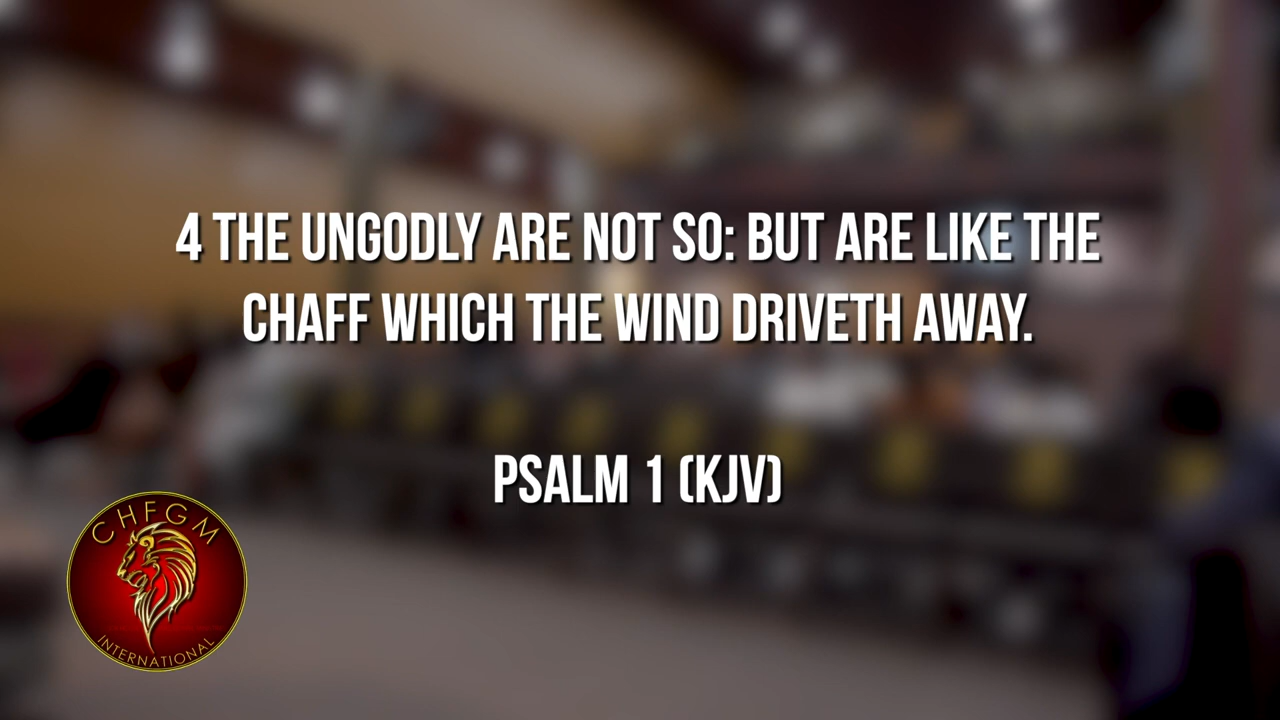 4 THE UNGODLY ARE NOT SO: BUT ARE LIKE THE
CHAFF WHICH THE WIND DRIVETH AWAY.
PSALM 1 (KJV)
CHFGM
INTERNATIONAL